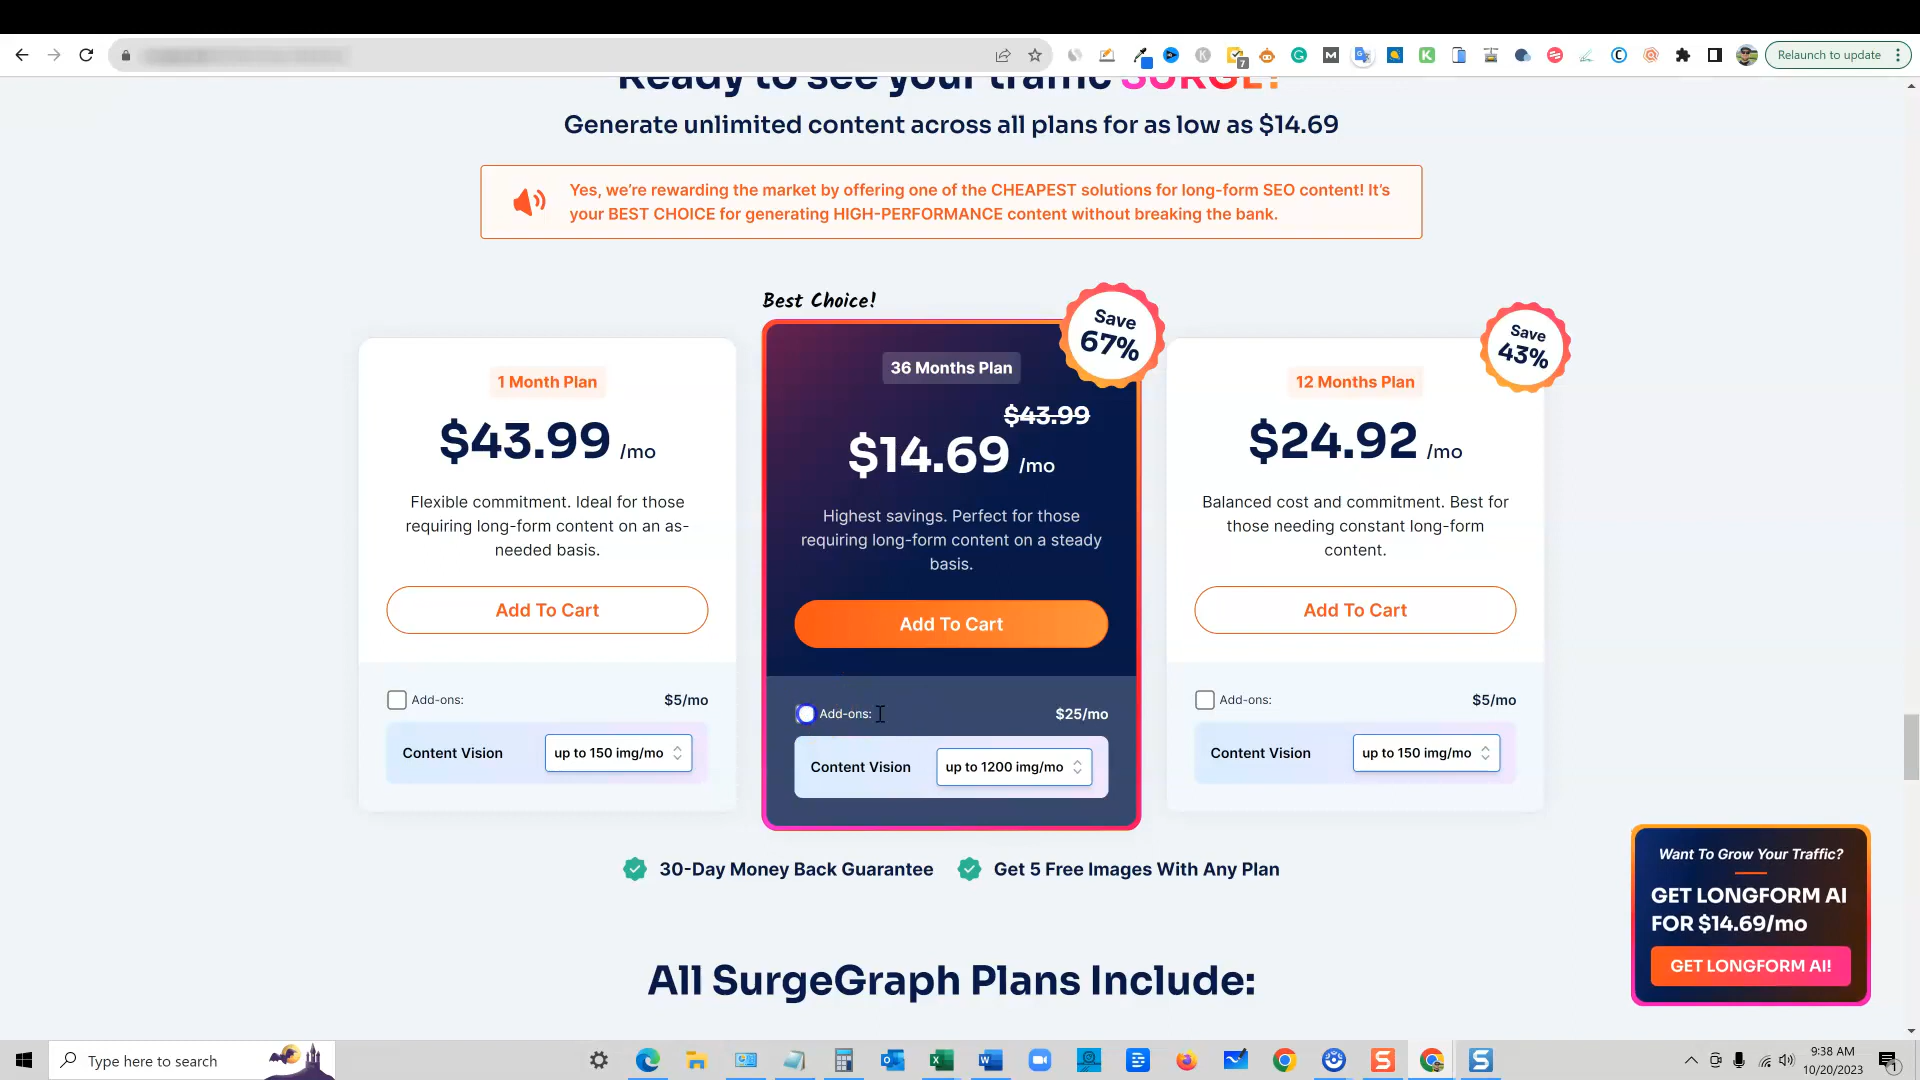 Relaunch to update
7
Ready to see your traffic SURGE?
Generate unlimited content across all plans for as low as $14.69
Yes, we're rewarding the market by offering one of the CHEAPEST solutions for long-form SEO content! It's
your BEST CHOICE for generating HIGH-PERFORMANCE content without breaking the bank.
Best Choice!
Save
67%
Save
43%
1 Month Plan
$43.99 /mo
Flexible commitment. Ideal for those
requiring long-form content on an as-
needed basis.
Add To Cart
Add-ons:
$5/mo
Content Vision
up to 150 img/mo
36 Months Plan
$43.99
$14.69 /mo
Highest savings. Perfect for those
requiring long-form content on a steady
basis.
Add To Cart
Add-ons:
$25/mo
Content Vision
up to 1200 img/mo
12 Months Plan
$24.92 /mo
Balanced cost and commitment. Best for
those needing constant long-form
content.
Add To Cart
Add-ons:
$5/mo
Content Vision
up to 150 img/mo
30-Day Money Back Guarantee
Get 5 Free Images With Any Plan
Want To Grow Your Traffic?
GET LONGFORM AI
FOR $14.69/mo
GET LONGFORM AI!
All SurgeGraph Plans Include:
Type here to search
9:38 AM
10/20/2023
1